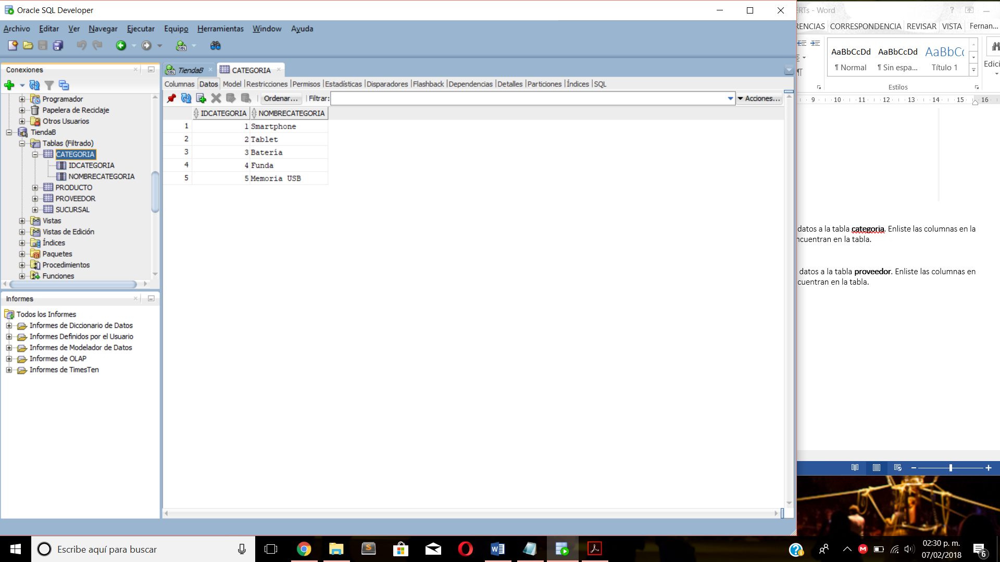 Oracle SQL Developer
Archivo Editar Ver Navegar Ejecutar Equipo Herramientas Window Ayuda
Conexiones
Programador
Papelera de Reciclaje
Otros Usuarios
TiendaB
Tablas (Filtrado)
CATEGORIA
IDCATEGORIA
NOMBRECATEGORIA
PRODUCTO
PROVEEDOR
SUCURSAL
Vistas
Vistas de Edición
Índices
Paquetes
Procedimientos
Funciones
Informes
Todos los Informes
Informes de Diccionario de Datos
Informes Definidos por el Usuario
Informes de Modelador de Datos
Informes de OLAP
Informes de TimesTen
TiendaB CATEGORIA
Columnas Datos Model Restricciones Permisos Estadísticas Disparadores Flashback Dependencias Detalles Particiones Índices SQL
Ordenar... Filtrar: Acciones...
IDCATEGORIA NOMBRECATEGORIA
1 1 Smartphone
2 2 Tablet
3 3 Batería
4 4 Funda
5 5 Memoria USB
ERTs - Word
RENCIAS CORRESPONDENCIA REVISAR VISTA Fernan...
AaBbCcDd AaBbCcDd AaBbCc
¶ Normal ¶ Sin espa... Título 1
Edici
Estilos
9 10 11 12 13 14 15 16
datos a la tabla categoria. Enliste las columnas en la
ncuentran en la tabla.
datos a la tabla proveedor. Enliste las columnas en
cuentran en la tabla.
Escribe aquí para buscar
02:30 p. m.
07/02/2018
6